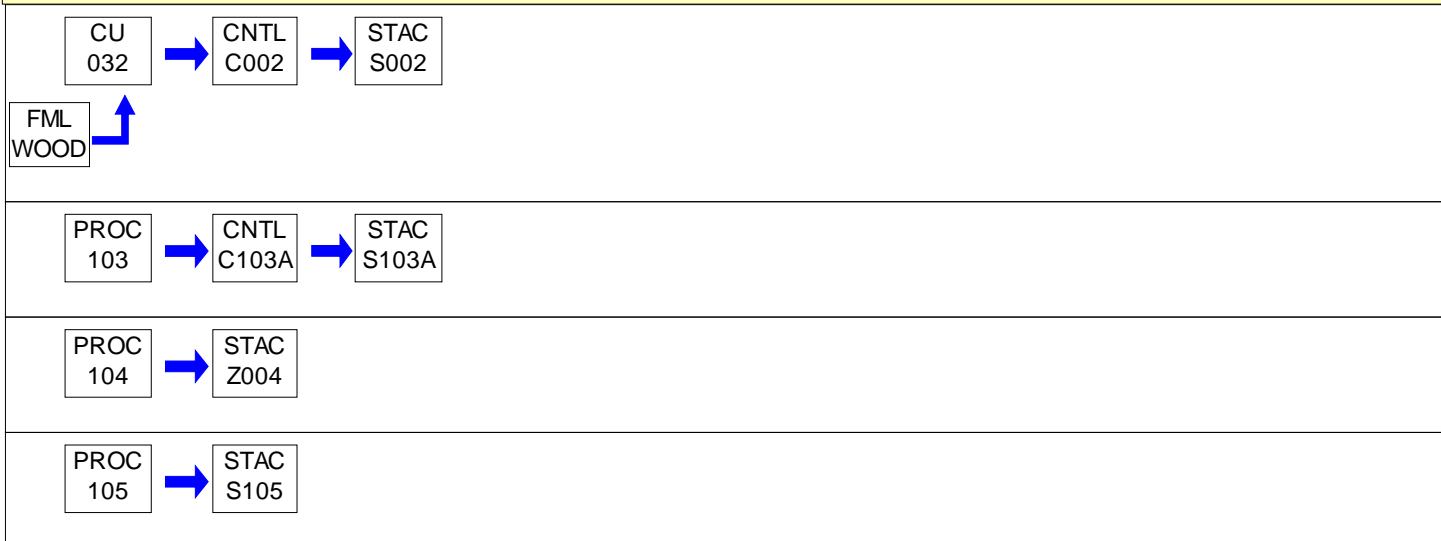 CU
032
CNTL
C002
STAC
S002
FML
WOOD
PROC
103
CNTL
C103A
STAC
S103A
PROC
104
STAC
Z004
PROC
105
STAC
S105